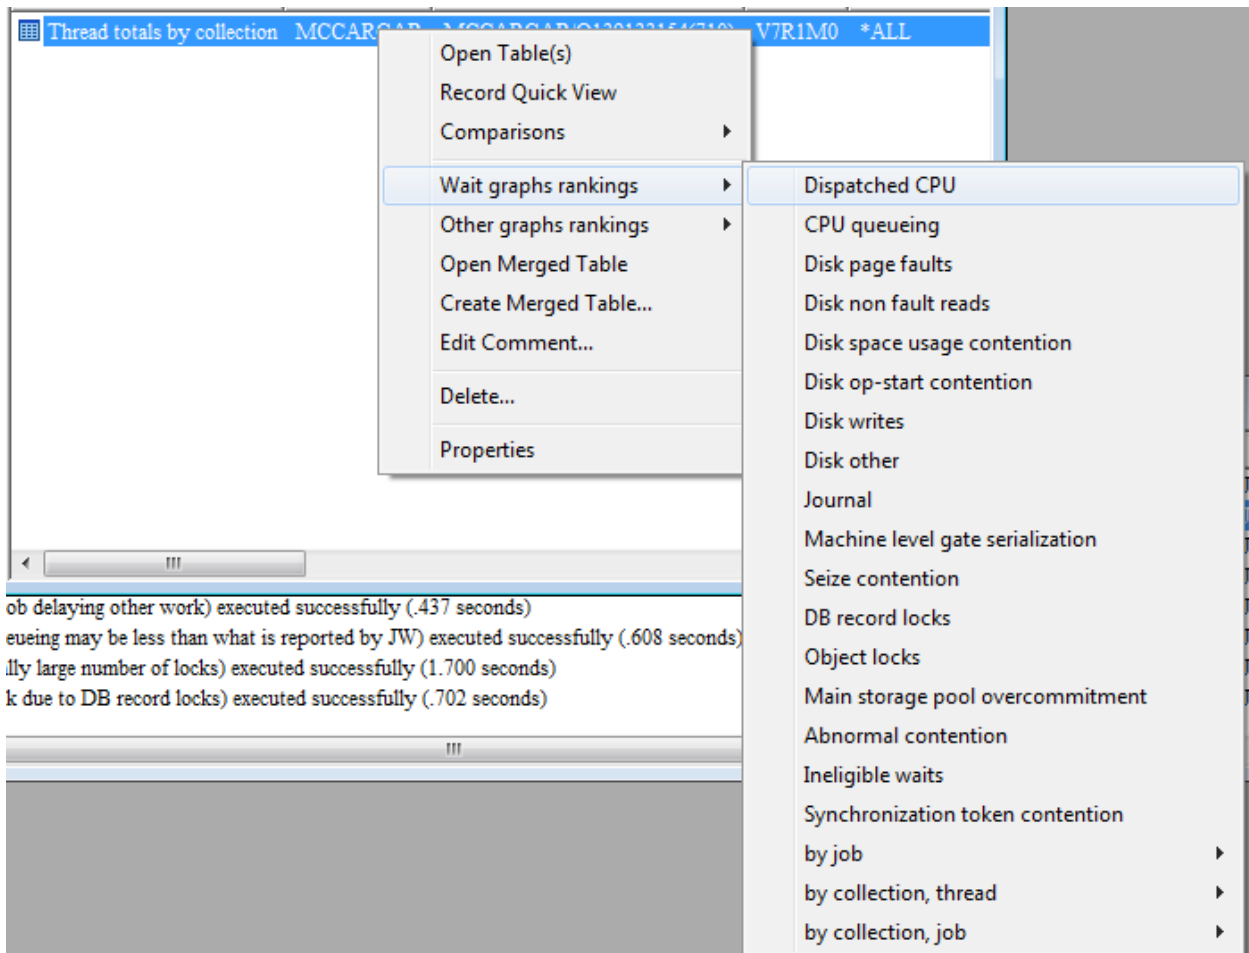 Thread totals by collection MCCARGAR V7R1M0 *ALL
Open Table(s)
Record Quick View
Comparisons
Wait graphs rankings
Other graphs rankings
Open Merged Table
Create Merged Table...
Edit Comment...
Delete...
Properties
Dispatched CPU
CPU queueing
Disk page faults
Disk non fault reads
Disk space usage contention
Disk op-start contention
Disk writes
Disk other
Journal
Machine level gate serialization
Seize contention
DB record locks
Object locks
Main storage pool overcommitment
Abnormal contention
Ineligible waits
Synchronization token contention
by job
by collection, thread
by collection, job
ob delaying other work) executed successfully (.437 seconds)
eueing may be less than what is reported by JW) executed successfully (.608 seconds)
lly large number of locks) executed successfully (1.700 seconds)
k due to DB record locks) executed successfully (.702 seconds)